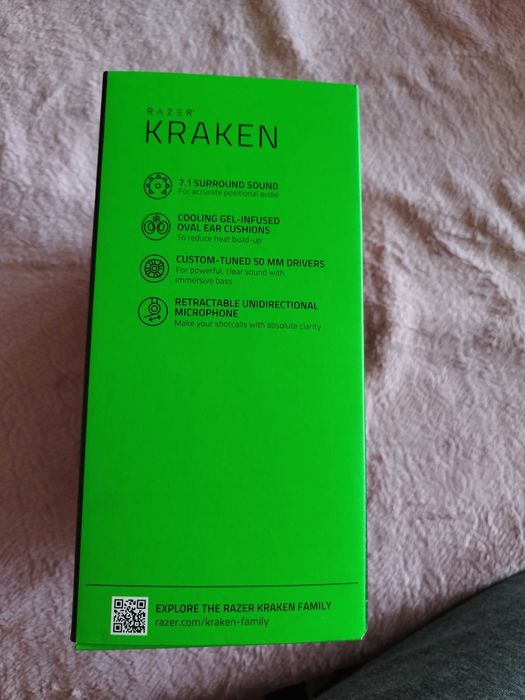 RAZER
KRAKEN
7.1 SURROUND SOUND
For accurate positional audio
COOLING GEL-INFUSED
OVAL EAR CUSHIONS
To reduce heat build-up
CUSTOM-TUNED 50 MM DRIVERS
For powerful, clear sound with
immersive bass
RETRACTABLE UNIDIRECTIONAL
MICROPHONE
Make your shotcalls with absolute clarity
EXPLORE THE RAZER KRAKEN FAMILY
razer.com/kraken-family